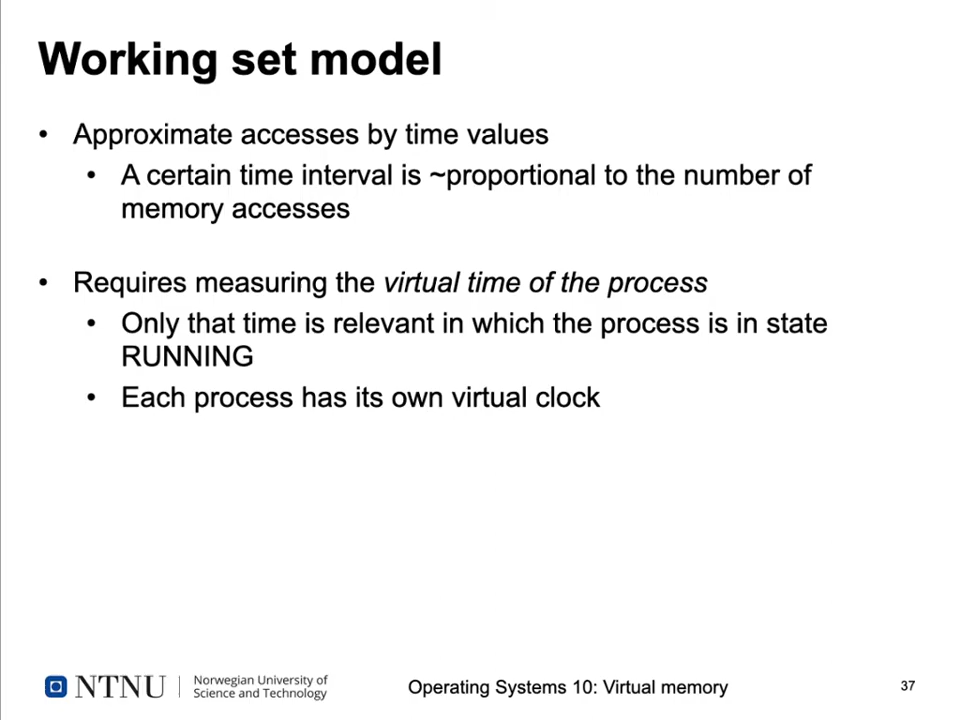 Working set model
• Approximate accesses by time values
• A certain time interval is ~proportional to the number of
memory accesses
• Requires measuring the virtual time of the process
• Only that time is relevant in which the process is in state
RUNNING
• Each process has its own virtual clock
NTNU
Norwegian University of
Science and Technology
Operating Systems 10: Virtual memory
37